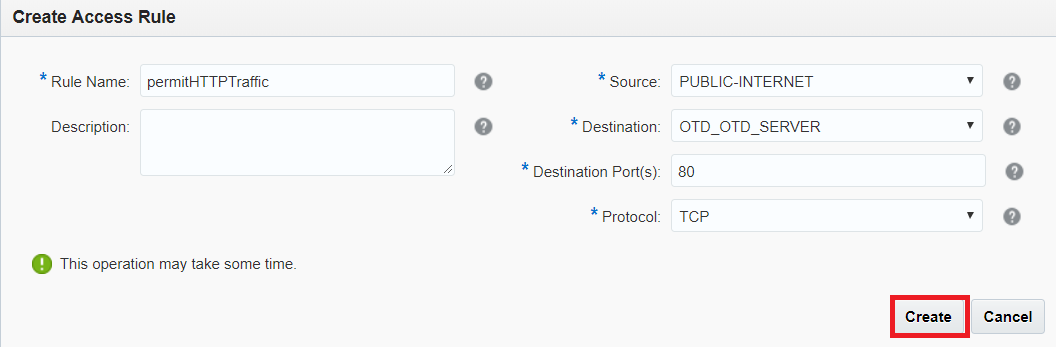 Create Access Rule
* Rule Name: permitHTTPTraffic ?
Description: ?
* Source: PUBLIC-INTERNET ?
* Destination: OTD_OTD_SERVER ?
* Destination Port(s): 80 ?
* Protocol: TCP ?
! This operation may take some time.
Create Cancel